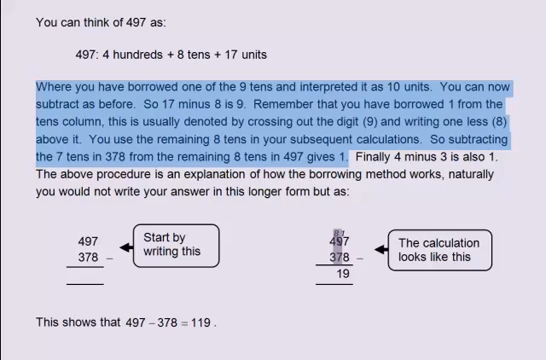 You can think of 497 as:
497: 4 hundreds + 8 tens + 17 units
Where you have borrowed one of the 9 tens and interpreted it as 10 units. You can now
subtract as before. So 17 minus 8 is 9. Remember that you have borrowed 1 from the
tens column, this is usually denoted by crossing out the digit (9) and writing one less (8)
above it. You use the remaining 8 tens in your subsequent calculations. So subtracting
the 7 tens in 378 from the remaining 8 tens in 497 gives 1. Finally 4 minus 3 is also 1.
The above procedure is an explanation of how the borrowing method works, naturally
you would not write your answer in this longer form but as:
497
378 –
Start by
writing this
497
378 –
19
The calculation
looks like this
This shows that 497 – 378 = 119 .